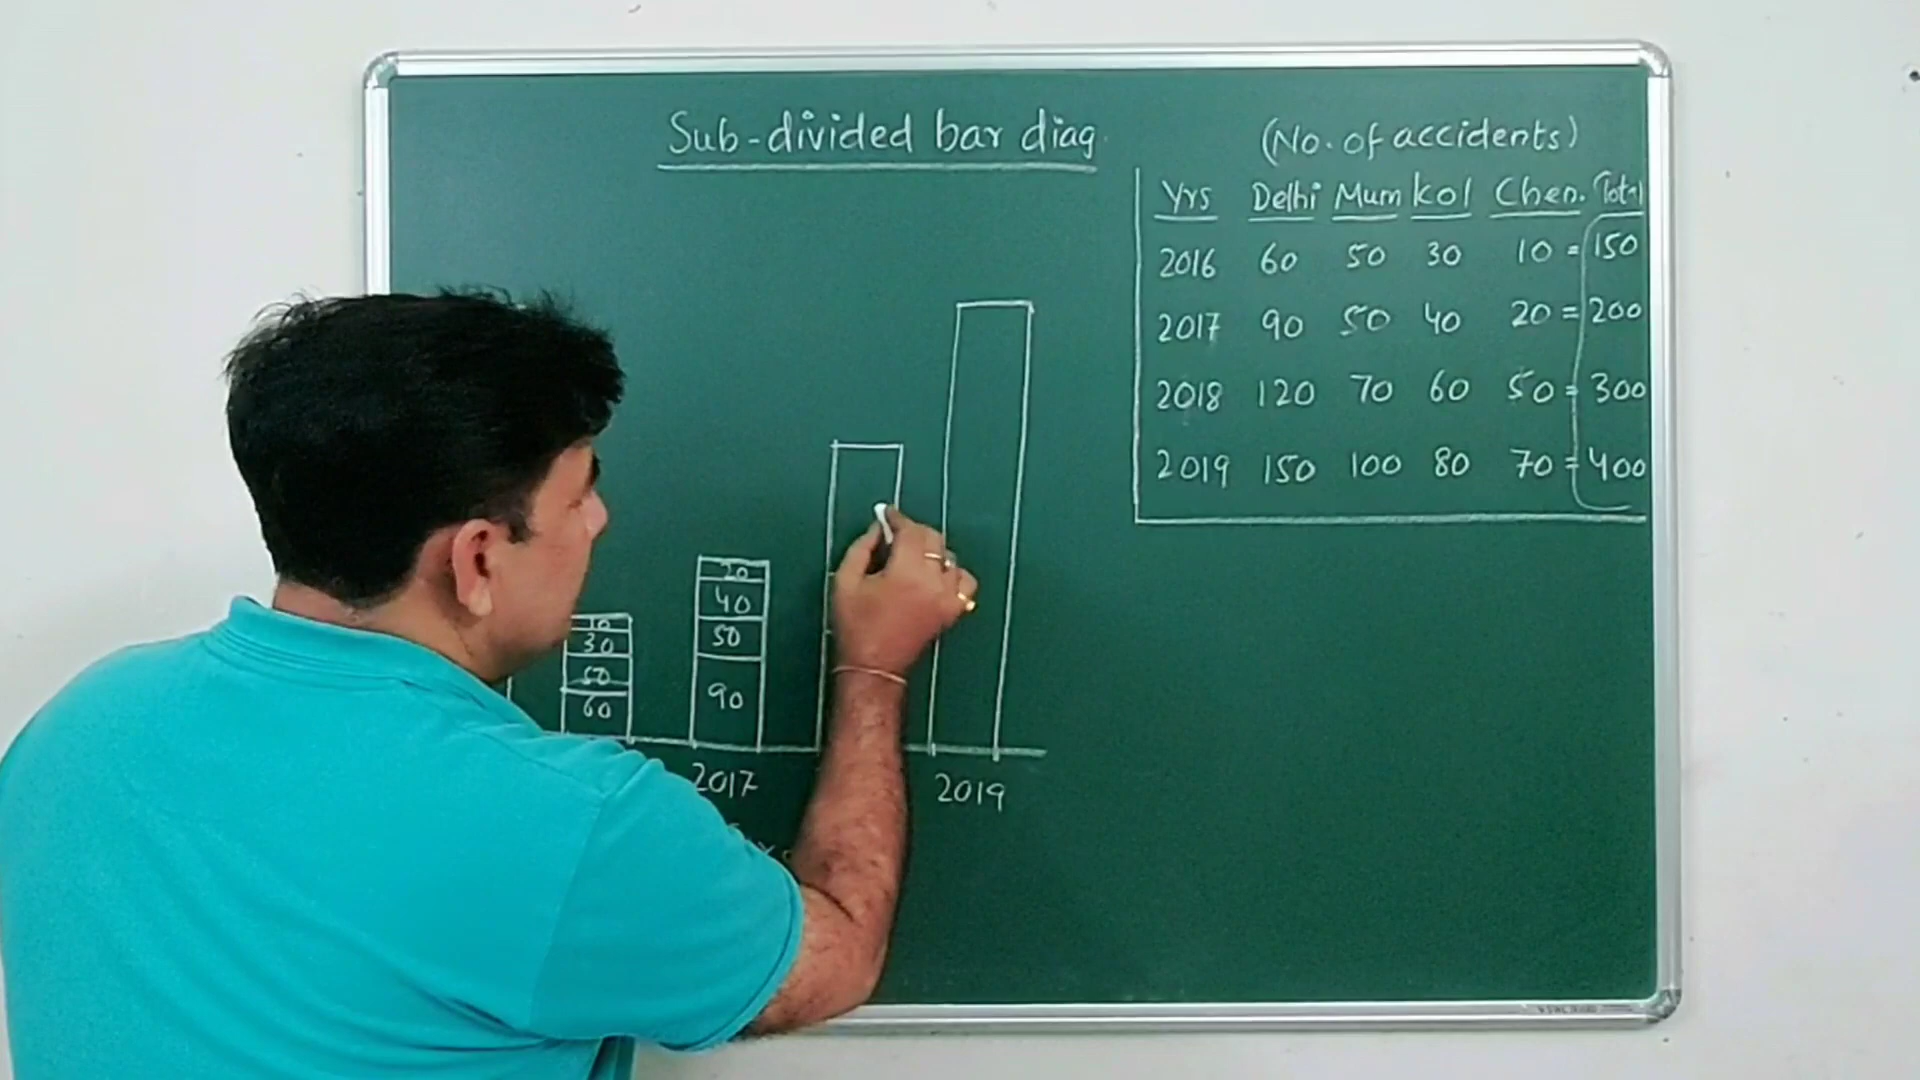 Sub-divided bar diag.
(No. of accidents)
Yrs Delhi Mum Kol Chen. Total
2016 60 50 30 10 = 150
2017 90 50 40 20 = 200
2018 120 70 60 50 = 300
2019 150 100 80 70 = 400
10
30
50
60
20
40
50
90
2017 2019